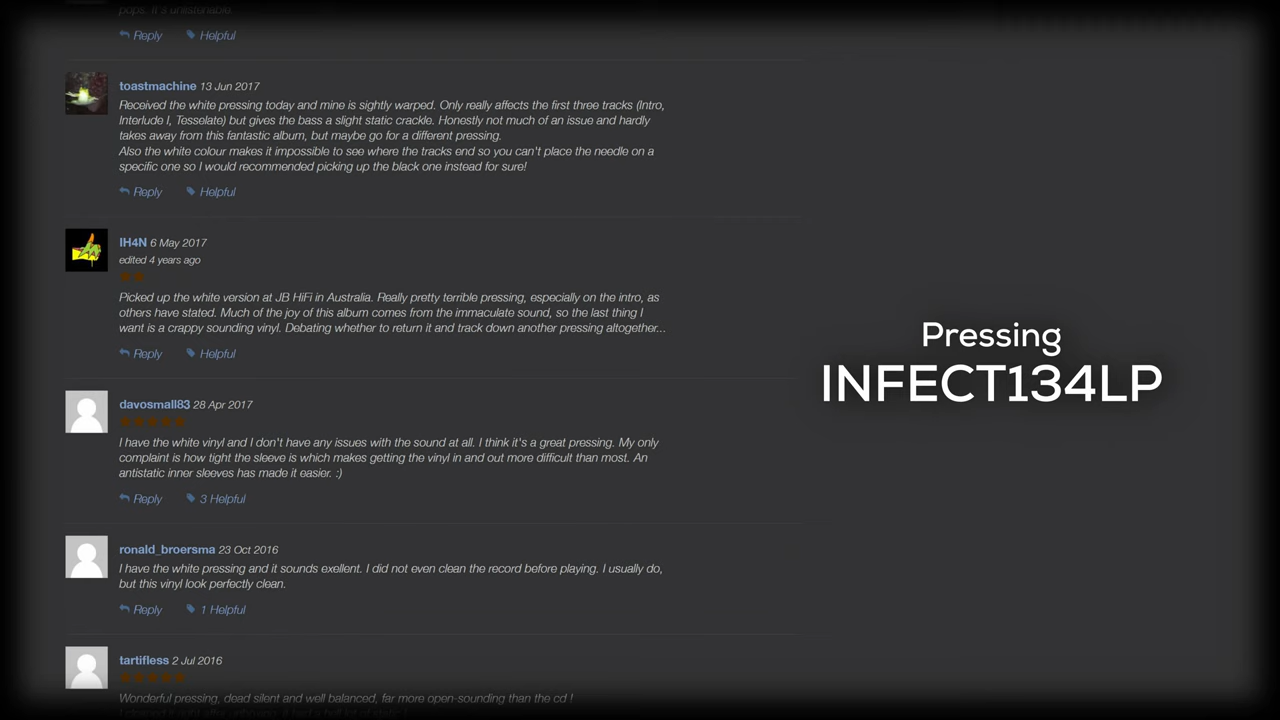 pops. It's unlistenable.
Reply Helpful
toastmachine 13 Jun 2017
Received the white pressing today and mine is sightly warped. Only really affects the first three tracks (Intro,
Interlude I, Tesselate) but gives the bass a slight static crackle. Honestly not much of an issue and hardly
takes away from this fantastic album, but maybe go for a different pressing.
Also the white colour makes it impossible to see where the tracks end so you can't place the needle on a
specific one so I would recommended picking up the black one instead for sure!
Reply Helpful
IH4N 6 May 2017
edited 4 years ago
Picked up the white version at JB HiFi in Australia. Really pretty terrible pressing, especially on the intro, as
others have stated. Much of the joy of this album comes from the immaculate sound, so the last thing I
want is a crappy sounding vinyl. Debating whether to return it and track down another pressing altogether...
Reply Helpful
davosmall83 28 Apr 2017
I have the white vinyl and I don't have any issues with the sound at all. I think it's a great pressing. My only
complaint is how tight the sleeve is which makes getting the vinyl in and out more difficult than most. An
antistatic inner sleeves has made it easier. :)
Reply 3 Helpful
ronald_broersma 23 Oct 2016
I have the white pressing and it sounds exellent. I did not even clean the record before playing. I usually do,
but this vinyl look perfectly clean.
Reply 1 Helpful
tartifless 2 Jul 2016
Wonderful pressing, dead silent and well balanced, far more open-sounding than the cd !
Pressing
INFECT134LP